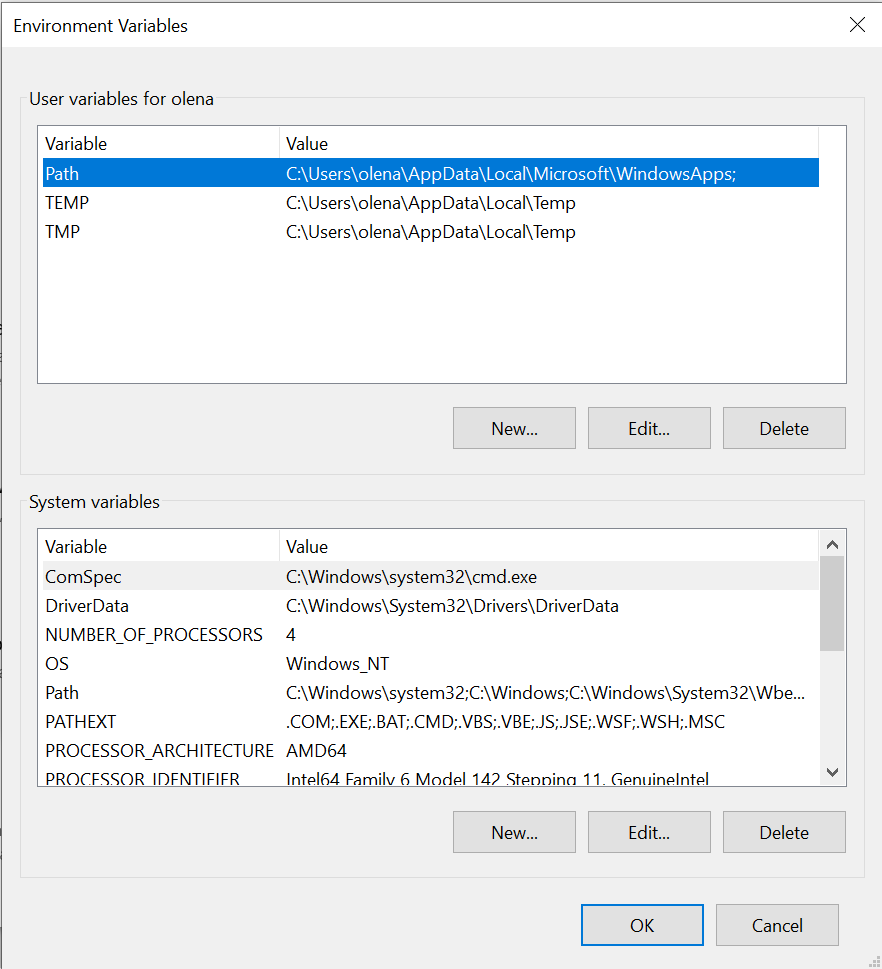 Environment Variables
User variables for olena
Variable Value
Path C:\Users\olena\AppData\Local\Microsoft\WindowsApps;
TEMP C:\Users\olena\AppData\Local\Temp
TMP C:\Users\olena\AppData\Local\Temp
New... Edit... Delete
System variables
Variable Value
ComSpec C:\Windows\system32\cmd.exe
DriverData C:\Windows\System32\Drivers\DriverData
NUMBER_OF_PROCESSORS 4
OS Windows_NT
Path C:\Windows\system32;C:\Windows;C:\Windows\System32\Wbe...
PATHEXT .COM;.EXE;.BAT;.CMD;.VBS;.VBE;.JS;.JSE;.WSF;.WSH;.MSC
PROCESSOR_ARCHITECTURE AMD64
PROCESSOR_IDENTIFIER Intel64 Family 6 Model 142 Stepping 11, GenuineIntel
New... Edit... Delete
OK Cancel